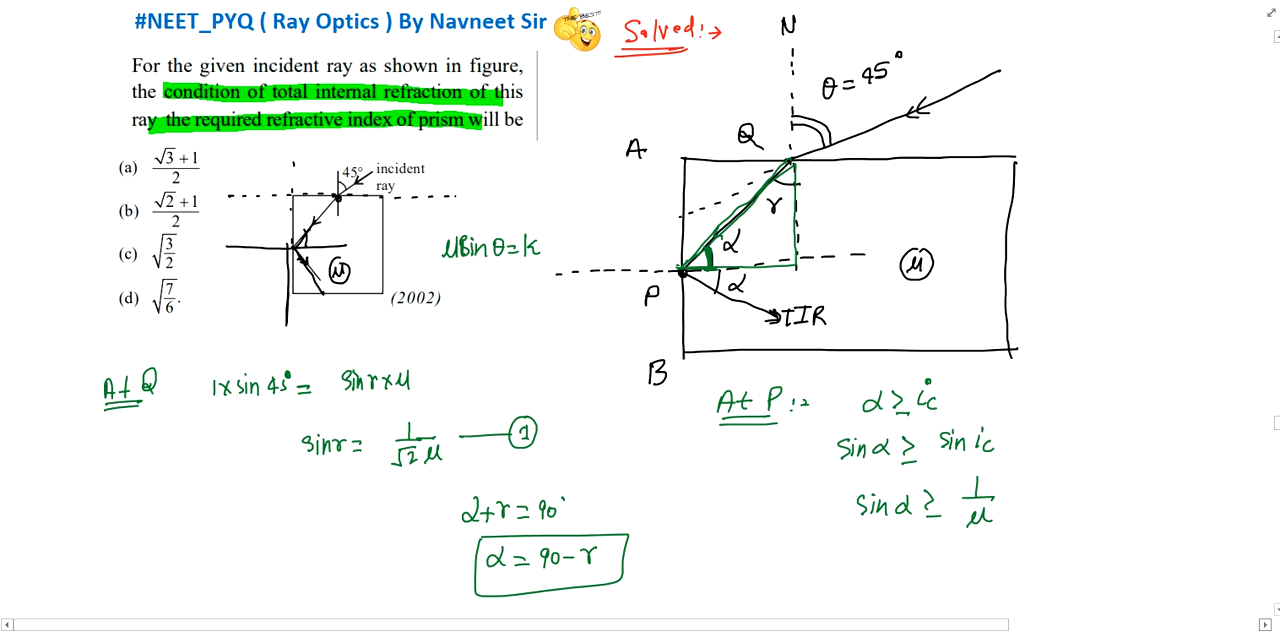 #NEET_PYQ ( Ray Optics ) By Navneet Sir
THE BEST!!
Solved:→
For the given incident ray as shown in figure,
the condition of total internal refraction of this
ray the required refractive index of prism will be
(a) (√3 + 1)/2
(b) (√2 + 1)/2
(c) √(3/2)
(d) √(7/6).
45° incident
ray
μ
(2002)
μ sin θ = k
N
θ = 45°
Q
A
r
α
μ
P
α
TIR
B
At Q 1 x sin 45° = sin r x μ
sin r = 1/(√2 μ) — ①
α + r = 90°
α = 90 - r
At P :- α ≥ ic
sin α ≥ sin ic
sin α ≥ 1/μ